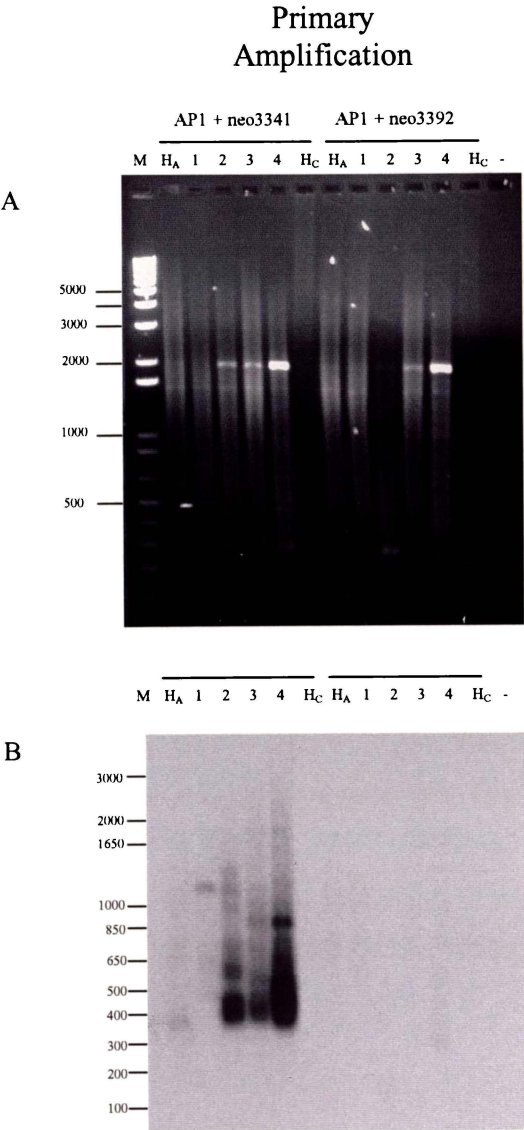 Primary
Amplification
AP1 + neo3341 AP1 + neo3392
M HA 1 2 3 4 HC HA 1 2 3 4 HC -
A
5000
3000
2000
1000
500
M HA 1 2 3 4 HC HA 1 2 3 4 HC -
B
3000
2000
1650
1000
850
650
500
400
300
200
100